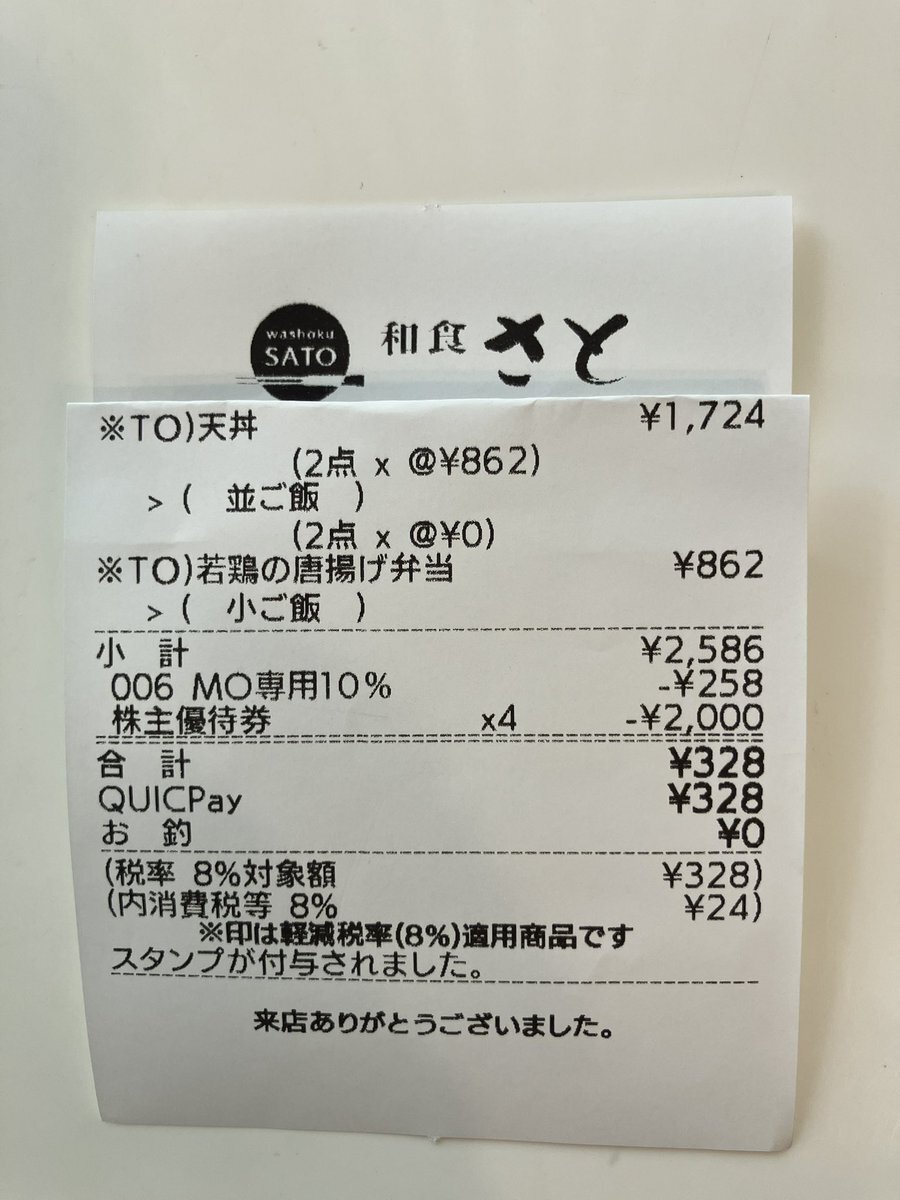 washoku
SATO
和食 さと
※TO)天丼 ¥1,724
(2点 x @¥862)
> ( 並ご飯 )
(2点 x @¥0)
※TO)若鶏の唐揚げ弁当 ¥862
> ( 小ご飯 )
小 計 ¥2,586
006 MO専用10% -¥258
株主優待券 x4 -¥2,000
合 計 ¥328
QUICPay ¥328
お 釣 ¥0
(税率 8%対象額 ¥328)
(内消費税等 8% ¥24)
※印は軽減税率(8%)適用商品です
スタンプが付与されました。
来店ありがとうございました。